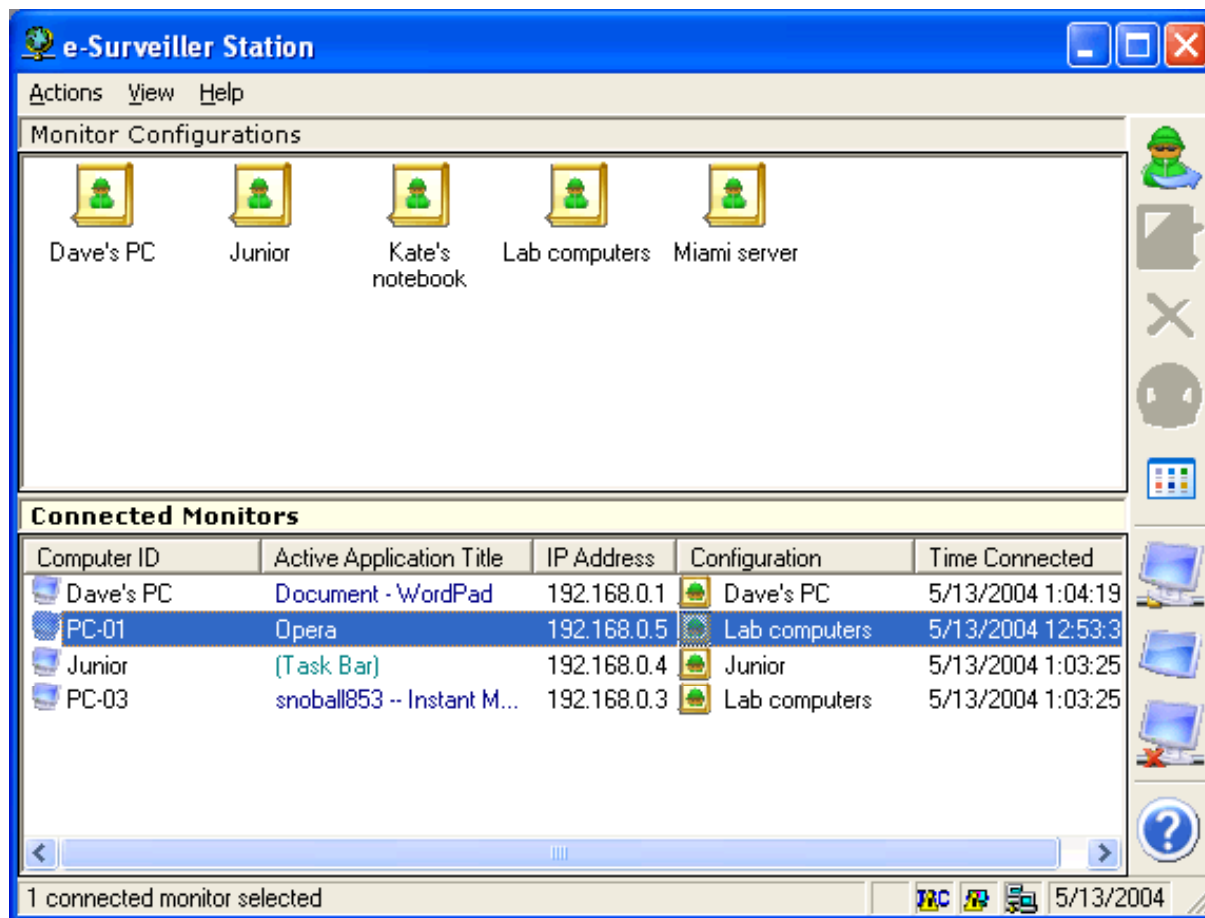 e-Surveiller Station
Actions View Help
Monitor Configurations
Dave's PC
Junior
Kate's
notebook
Lab computers
Miami server
Connected Monitors
Computer ID Active Application Title IP Address Configuration Time Connected
Dave's PC Document - WordPad 192.168.0.1 Dave's PC 5/13/2004 1:04:19
PC-01 Opera 192.168.0.5 Lab computers 5/13/2004 12:53:3
Junior (Task Bar) 192.168.0.4 Junior 5/13/2004 1:03:25
PC-03 snoball853 -- Instant M... 192.168.0.3 Lab computers 5/13/2004 1:03:25
?
1 connected monitor selected IRC 5/13/2004